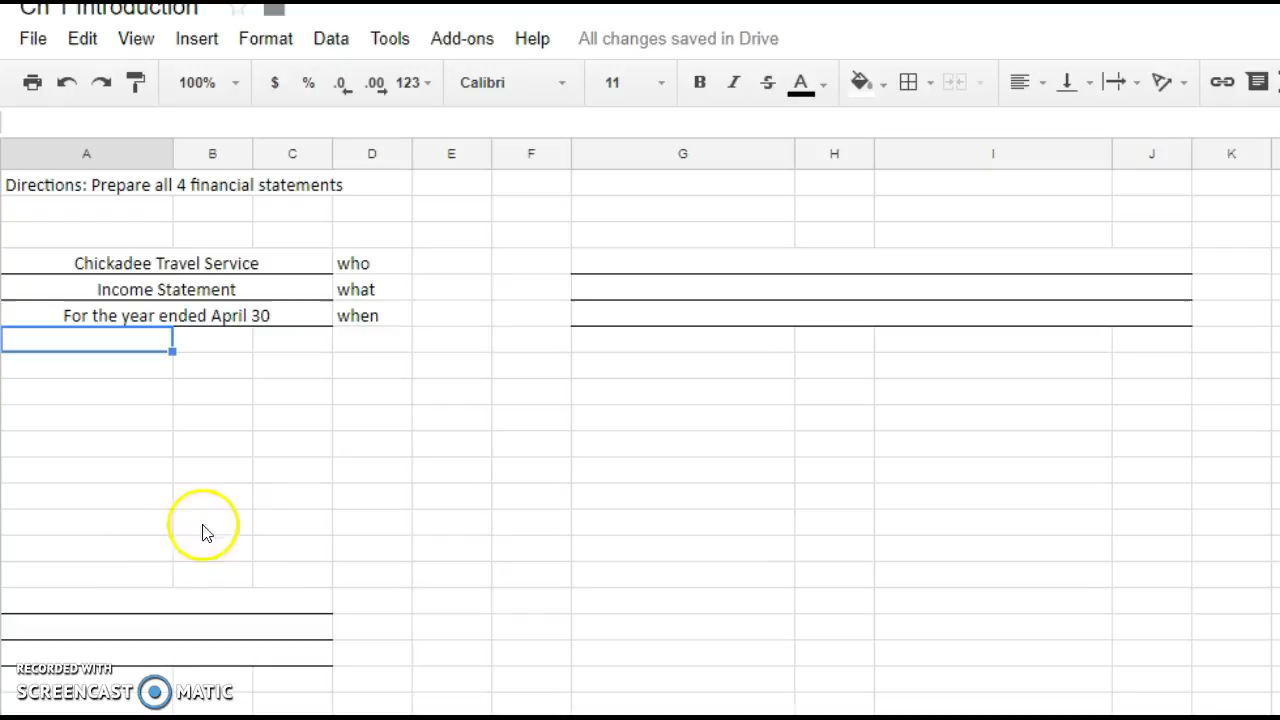 Ch 1 Introduction
File Edit View Insert Format Data Tools Add-ons Help All changes saved in Drive
100% $ % .0 .00 123 Calibri 11 B I S A
A B C D E F G H I J K
Directions: Prepare all 4 financial statements
Chickadee Travel Service who
Income Statement what
For the year ended April 30 when
RECORDED WITH
SCREENCAST MATIC